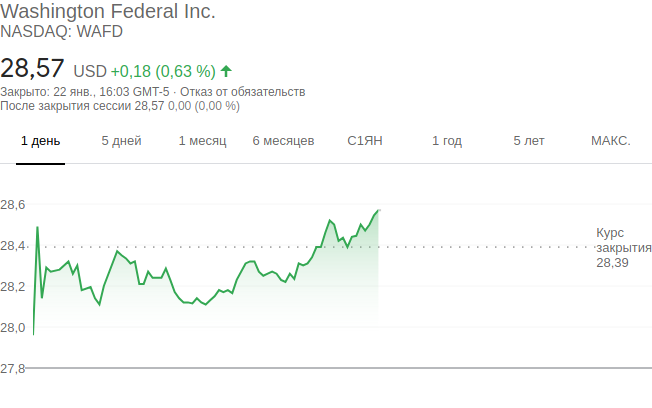 Washington Federal Inc.
NASDAQ: WAFD
28,57 USD +0,18 (0,63 %)
Закрыто: 22 янв., 16:03 GMT-5 · Отказ от обязательств
После закрытия сессии 28,57 0,00 (0,00 %)
1 день 5 дней 1 месяц 6 месяцев С1ЯН 1 год 5 лет МАКС.
28,6
28,4
28,2
28,0
27,8
Курс
закрытия
28,39